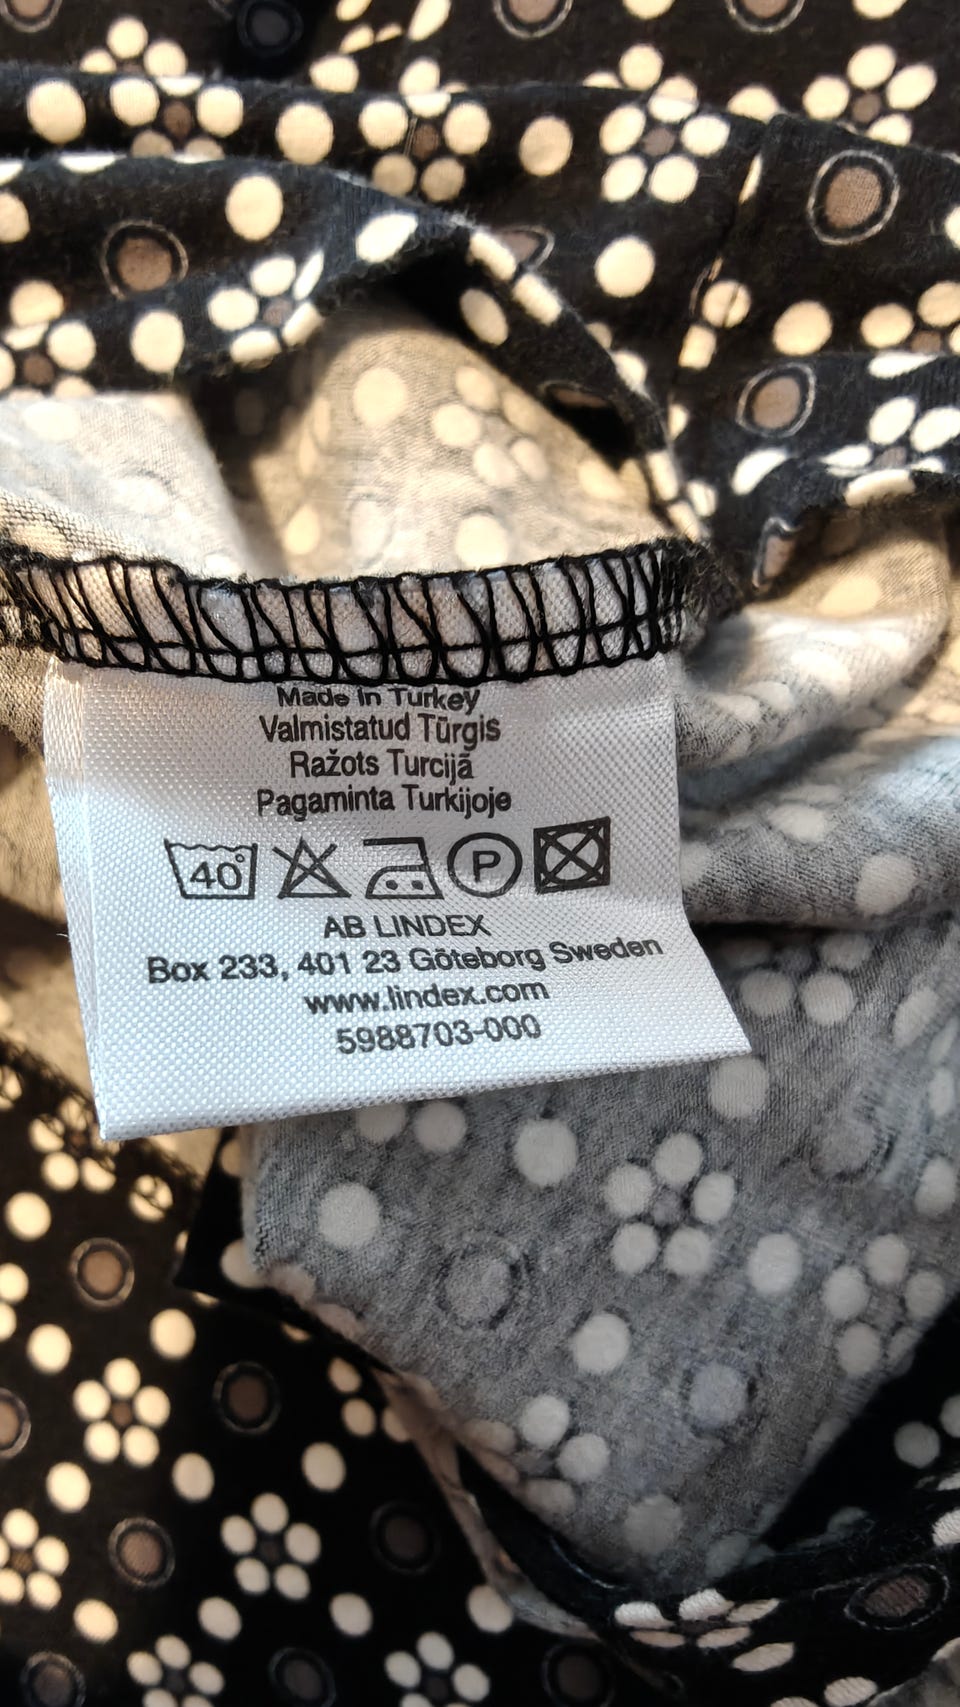 Made in Turkey
Valmistatud Türgis
Ražots Turcijā
Pagaminta Turkijoje
40° P
AB LINDEX
Box 233, 401 23 Göteborg Sweden
www.lindex.com
5988703-000